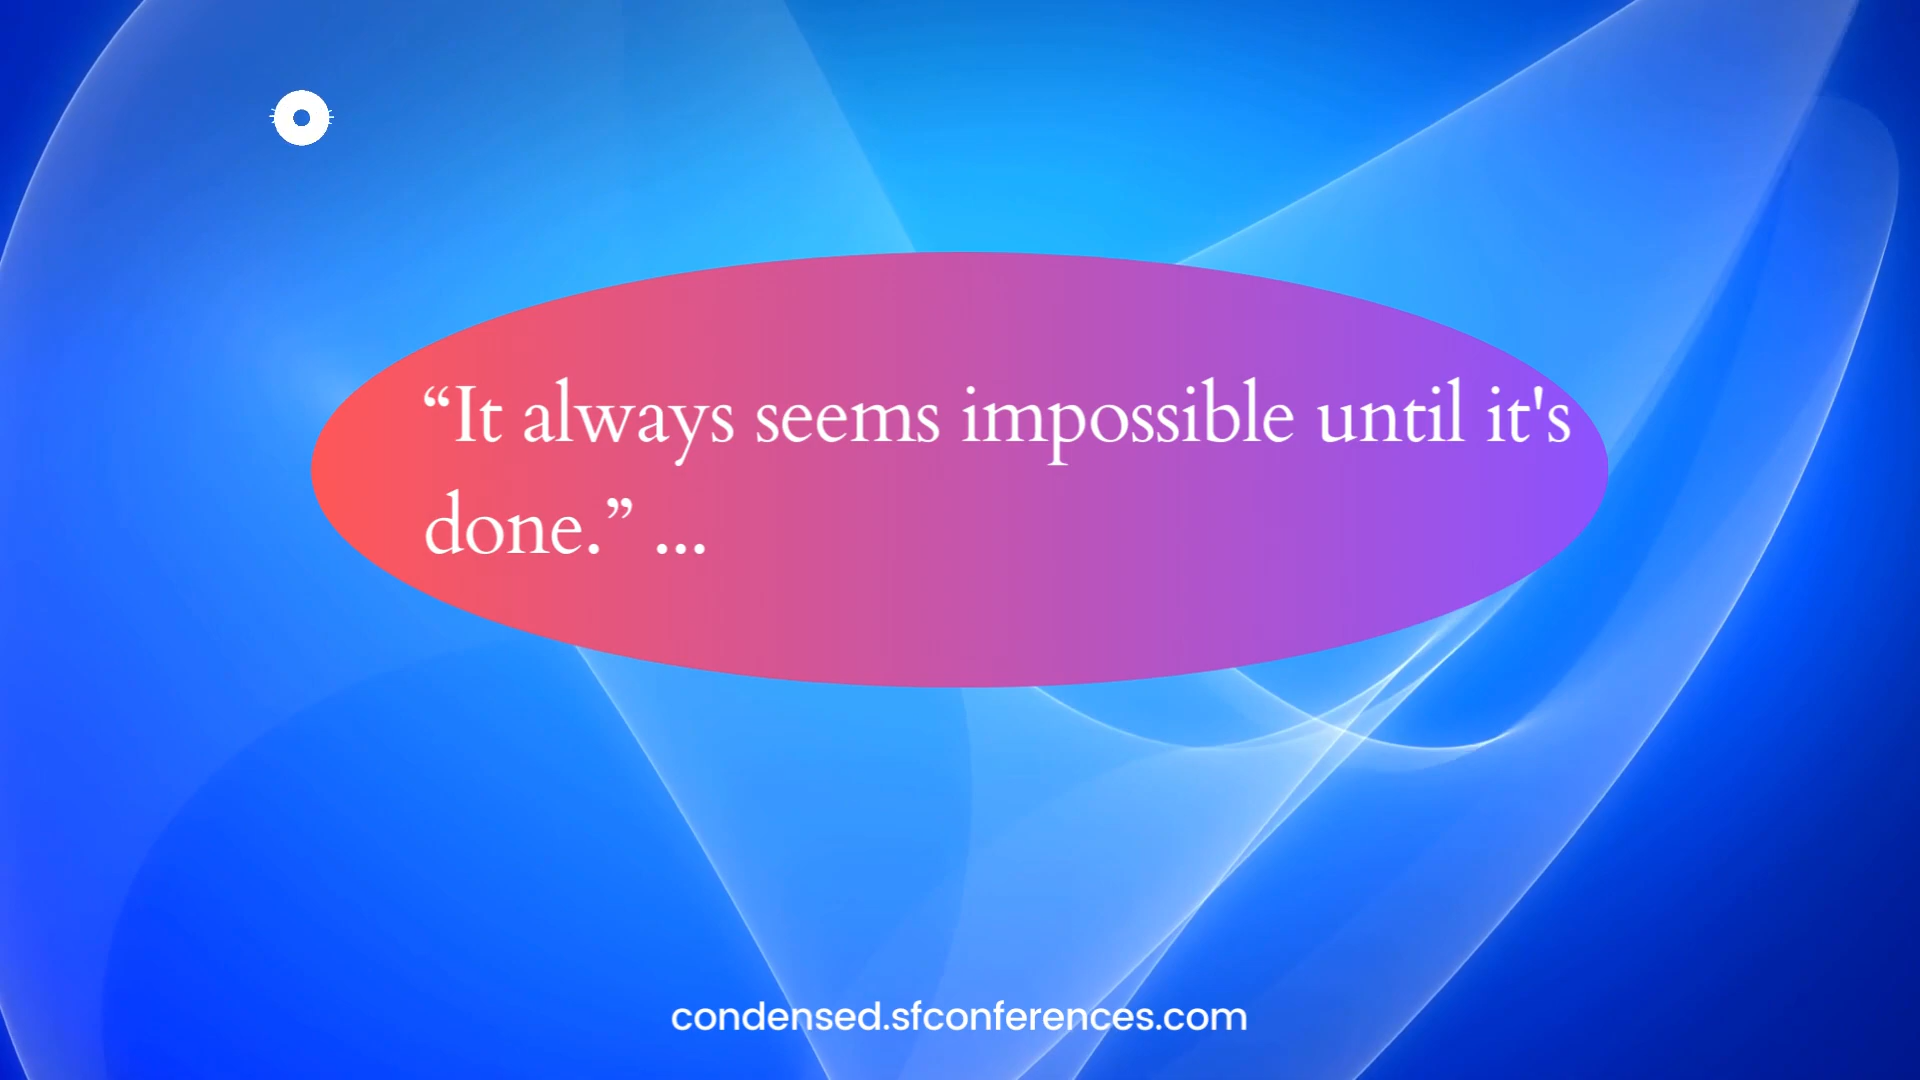 “It always seems impossible until it's
done.” ...
condensed.sfconferences.com